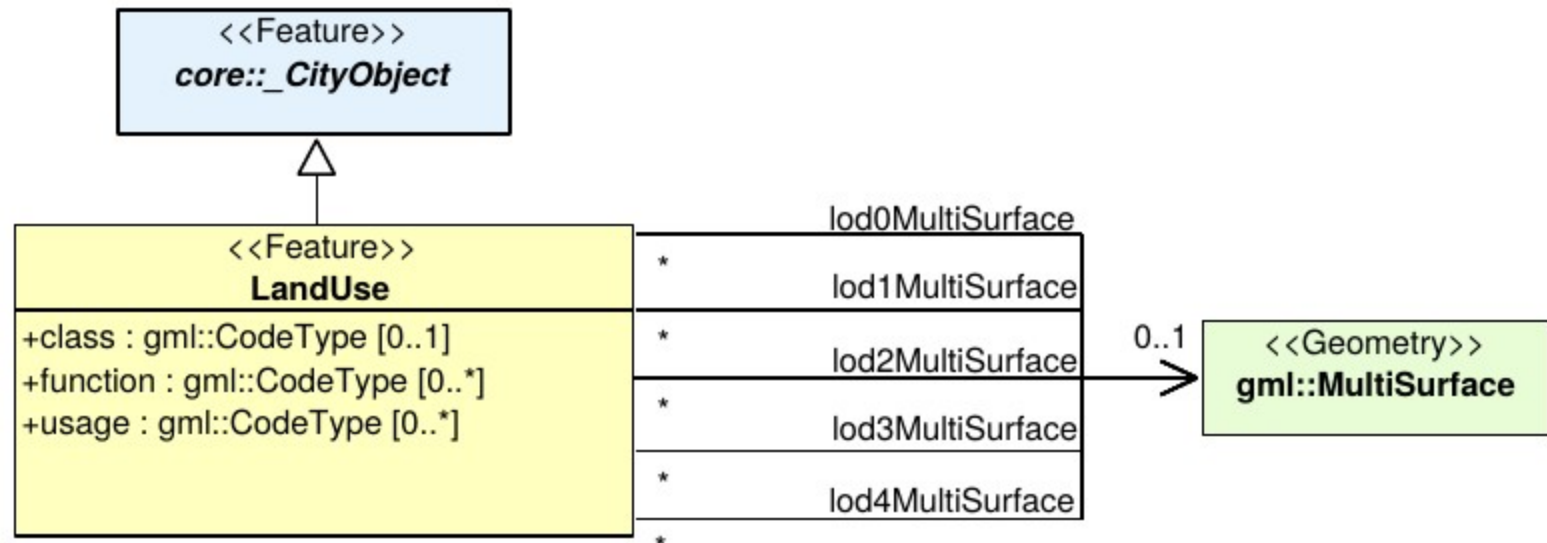 <<Feature>>
core::_CityObject
<<Feature>>
LandUse
+class : gml::CodeType [0..1]
+function : gml::CodeType [0..*]
+usage : gml::CodeType [0..*]
lod0MultiSurface
*
lod1MultiSurface
*
lod2MultiSurface
*
lod3MultiSurface
*
lod4MultiSurface
*
0..1
<<Geometry>>
gml::MultiSurface